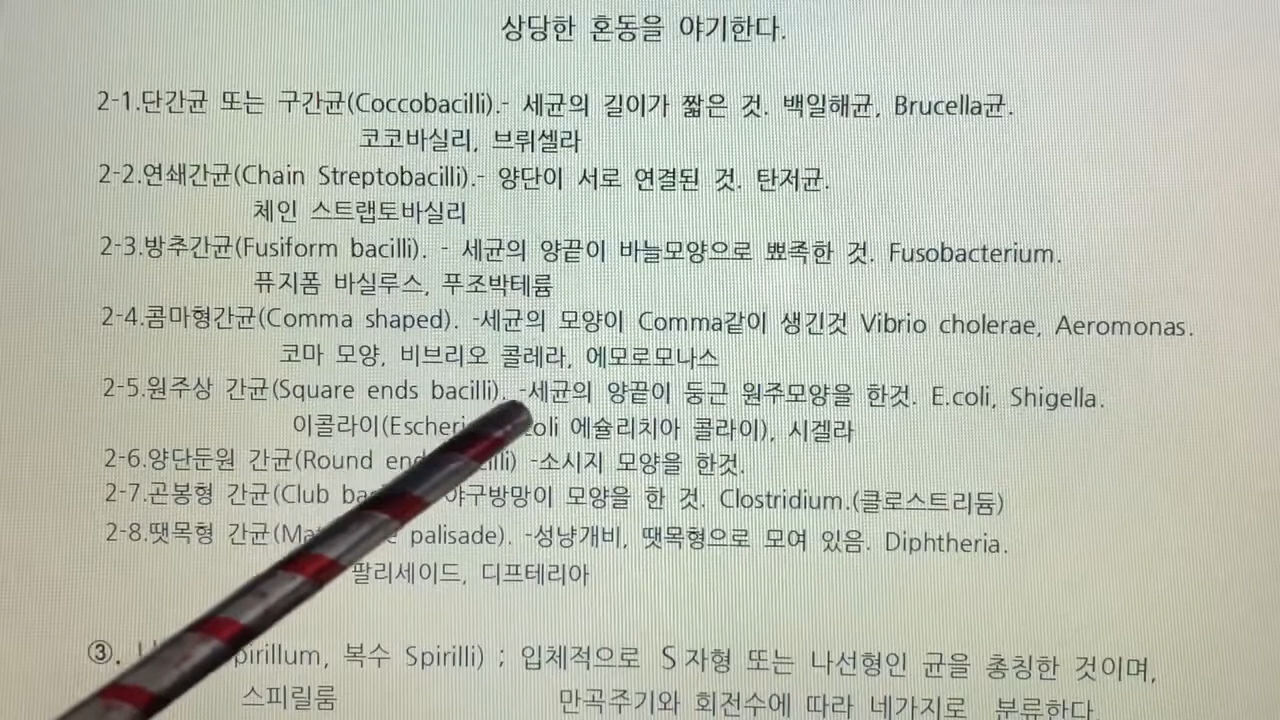 상당한 혼동을 야기한다.
2-1.단간균 또는 구간균(Coccobacilli).- 세균의 길이가 짧은 것. 백일해균, Brucella균.
코코바실리, 브뤼셀라
2-2.연쇄간균(Chain Streptobacilli).- 양단이 서로 연결된 것. 탄저균.
체인 스트랩토바실리
2-3.방추간균(Fusiform bacilli). - 세균의 양끝이 바늘모양으로 뾰족한 것. Fusobacterium.
퓨지폼 바실루스, 푸조박테륨
2-4.콤마형간균(Comma shaped). -세균의 모양이 Comma같이 생긴것 Vibrio cholerae, Aeromonas.
코마 모양, 비브리오 콜레라, 에모로모나스
2-5.원주상 간균(Square ends bacilli). -세균의 양끝이 둥근 원주모양을 한것. E.coli, Shigella.
이콜라이(Escheri oli 에슐리치아 콜라이), 시겔라
2-6.양단둔원 간균(Round end illi) -소시지 모양을 한것.
2-7.곤봉형 간균(Club ba 야구방망이 모양을 한 것. Clostridium.(클로스트리듐)
2-8.땟목형 간균(Ma palisade). -성냥개비, 땟목형으로 모여 있음. Diphtheria.
팔리세이드, 디프테리아
③. pirillum, 복수 Spirilli) ; 입체적으로 S자형 또는 나선형인 균을 총칭한 것이며,
스피릴룸 만곡주기와 회전수에 따라 네가지로 분류한다